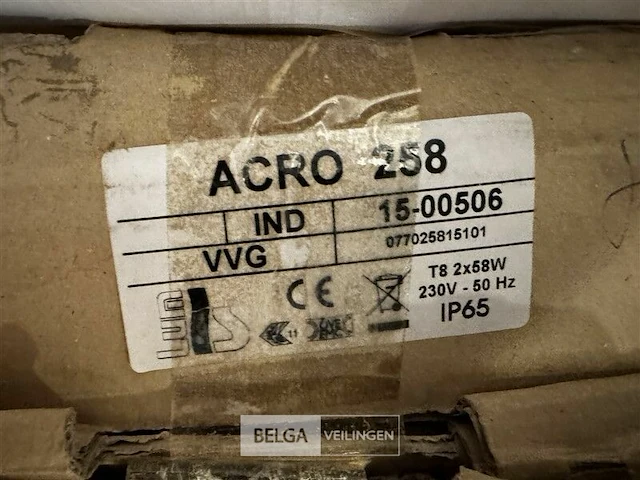 ACRO 258
IND 15-00506
VVG 077025815101
CE
T8 2x58W
230V - 50 Hz
IP65
BELGA VEILINGEN